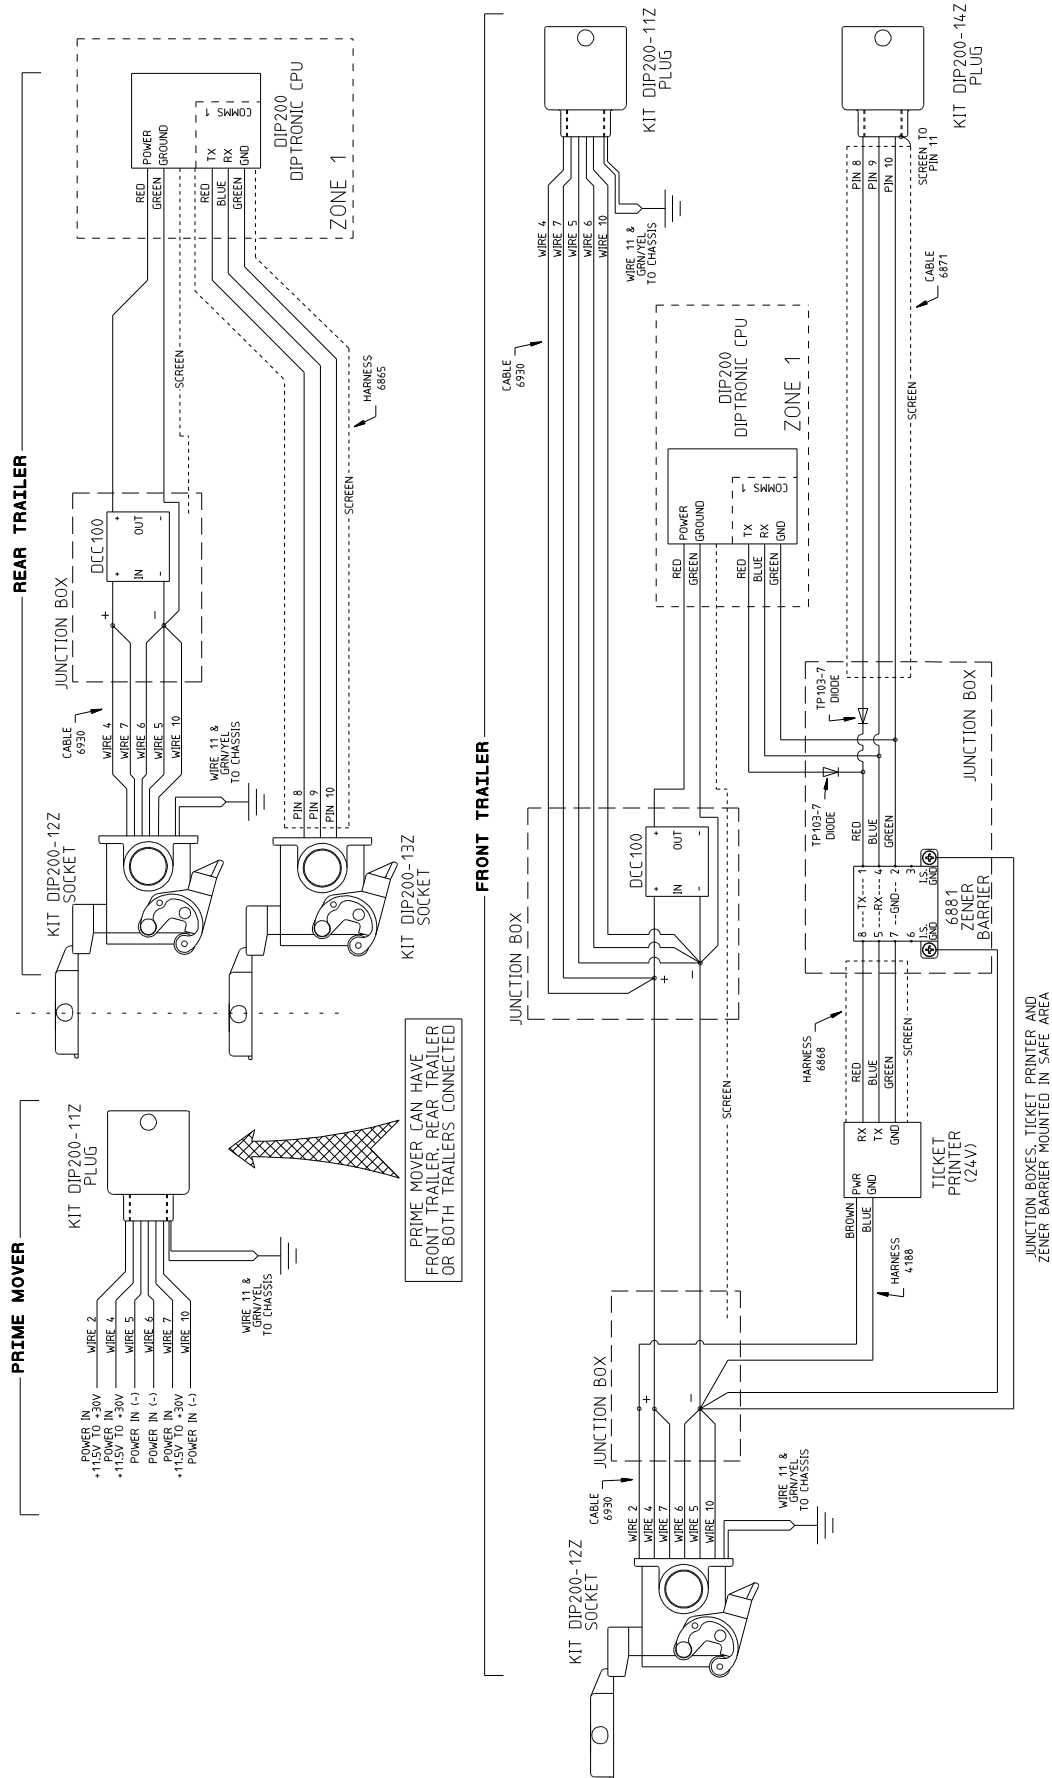 REAR TRAILER
POWER
GROUND
COMMS 1
TX
RX
GND
DIP200
DIPTRONIC CPU
ZONE 1
RED
GREEN
RED
BLUE
GREEN
SCREEN
HARNESS
6865
SCREEN
JUNCTION BOX
DCC100
+
OUT
-
+
IN
-
+
-
CABLE
6930
WIRE 4
WIRE 7
WIRE 6
WIRE 5
WIRE 10
WIRE 11 &
GRN/YEL
TO CHASSIS
PIN 8
PIN 9
PIN 10
KIT DIP200-12Z
SOCKET
KIT DIP200-13Z
SOCKET
PRIME MOVER
KIT DIP200-11Z
PLUG
WIRE 2
WIRE 4
WIRE 5
WIRE 6
WIRE 7
WIRE 10
WIRE 11 &
GRN/YEL
TO CHASSIS
POWER IN
+11.5V TO +30V
POWER IN
+11.5V TO +30V
POWER IN (-)
POWER IN (-)
POWER IN
+11.5V TO +30V
POWER IN (-)
PRIME MOVER CAN HAVE
FRONT TRAILER, REAR TRAILER
OR BOTH TRAILERS CONNECTED
FRONT TRAILER
KIT DIP200-11Z
PLUG
WIRE 4
WIRE 7
WIRE 5
WIRE 6
WIRE 10
WIRE 11 &
GRN/YEL
TO CHASSIS
CABLE
6930
KIT DIP200-14Z
PLUG
PIN 8
PIN 9
PIN 10
SCREEN TO
PIN 11
CABLE
6871
SCREEN
DIP200
DIPTRONIC CPU
ZONE 1
POWER
GROUND
COMMS 1
TX
RX
GND
RED
GREEN
RED
BLUE
GREEN
TP103-7
DIODE
TP103-7
DIODE
JUNCTION BOX
RED
BLUE
GREEN
8 --TX-- 1
5 --RX-- 4
7 --GND-- 2
6
3
I.S.
GND
I.S.
GND
6881
ZENER
BARRIER
JUNCTION BOX
DCC100
+
OUT
-
+
IN
-
+
-
SCREEN
HARNESS
6868
RED
BLUE
GREEN
SCREEN
RX
TX
GND
PWR
GND
TICKET
PRINTER
(24V)
BROWN
BLUE
HARNESS
4188
JUNCTION BOX
+
-
CABLE
6930
WIRE 2
WIRE 4
WIRE 7
WIRE 6
WIRE 5
WIRE 10
WIRE 11 &
GRN/YEL
TO CHASSIS
KIT DIP200-12Z
SOCKET
JUNCTION BOXES, TICKET PRINTER AND
ZENER BARRIER MOUNTED IN SAFE AREA